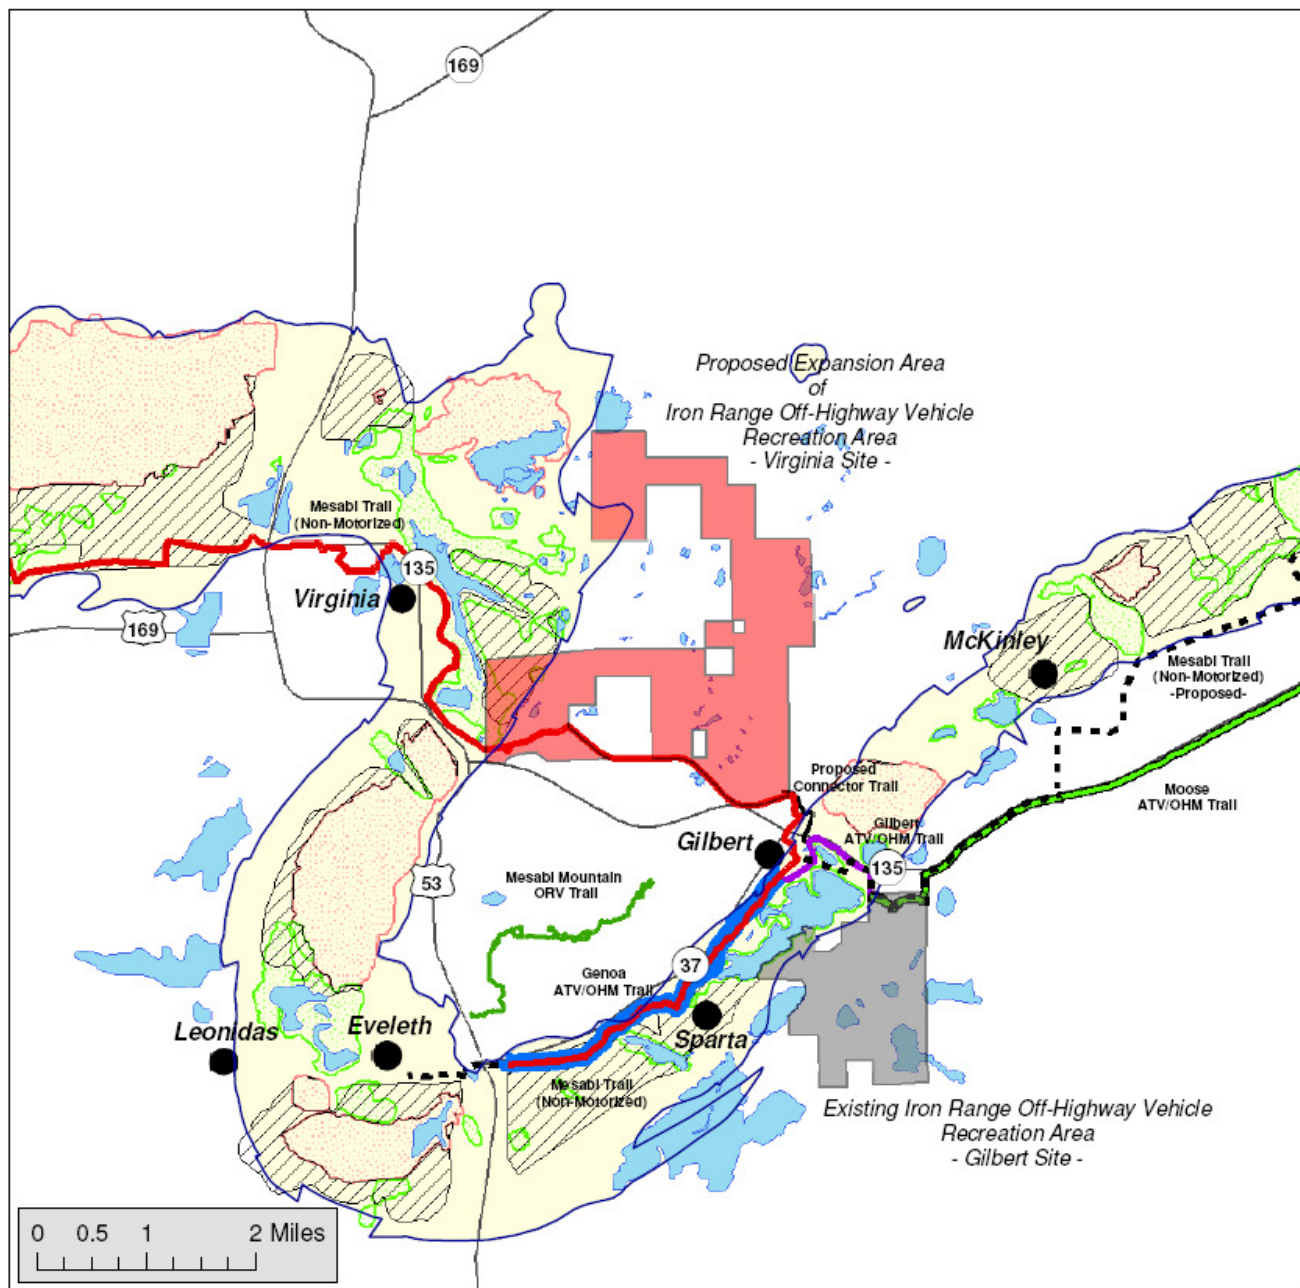 169
Proposed Expansion Area
of
Iron Range Off-Highway Vehicle
Recreation Area
- Virginia Site -
Mesabi Trail
(Non-Motorized)
135
Virginia
169
McKinley
Mesabi Trail
(Non-Motorized)
-Proposed-
Proposed
Connector Trail
Moose
ATV/OHM Trail
Gilbert
ATV/OHM Trail
Gilbert
135
53
Mesabi Mountain
ORV Trail
37
Genoa
ATV/OHM Trail
Leonidas
Eveleth
Sparta
Mesabi Trail
(Non-Motorized)
Existing Iron Range Off-Highway Vehicle
Recreation Area
- Gilbert Site -
0 0.5 1 2 Miles